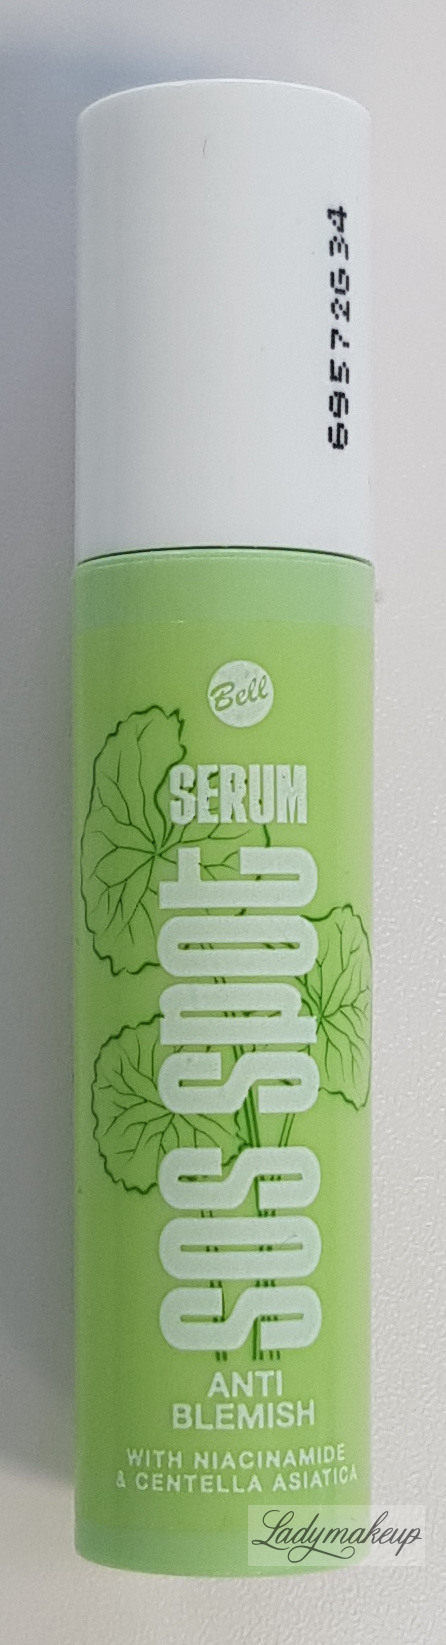 69572634
Bell
SERUM
SOS Spot
ANTI
BLEMISH
WITH NIACINAMIDE
& CENTELLA ASIATICA
Ladymakeup